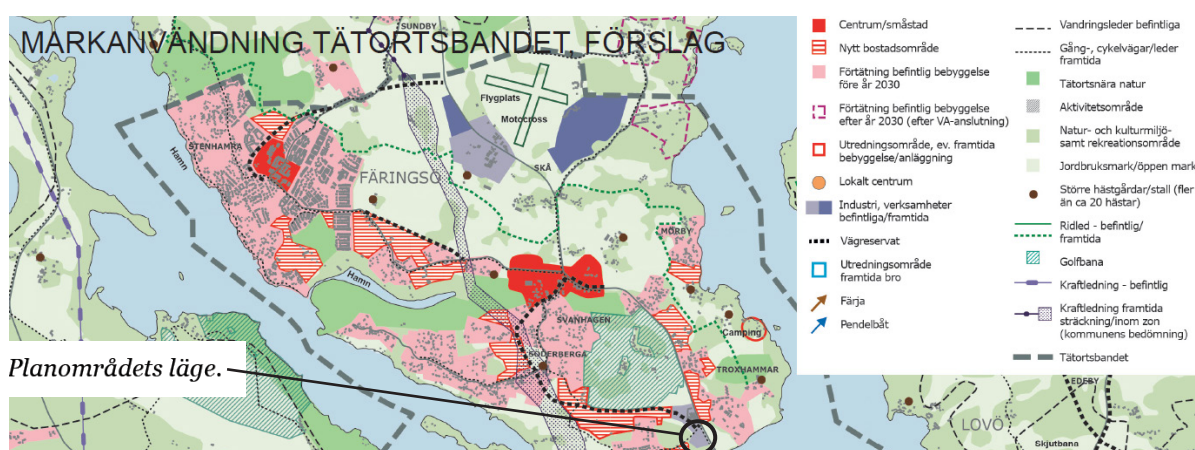 MARKANVÄNDNING TÄTORTSBANDET, FÖRSLAG
SUNDBY
Flygplats
Motocross
STENHAMRA
Hamn
FÄRINGSÖ
SKÅ
MÖRBY
Hamn
SVANHAGEN
Camping
SÖDERBERGA
TROXHAMMAR
Planområdets läge.
EDEBY
LOVÖ
Skjutbana
Centrum/småstad
Nytt bostadsområde
Förtätning befintlig bebyggelse
före år 2030
Förtätning befintlig bebyggelse
efter år 2030 (efter VA-anslutning)
Utredningsområde, ev. framtida
bebyggelse/anläggning
Lokalt centrum
Industri, verksamheter
befintliga/framtida
Vägreservat
Utredningsområde
framtida bro
Färja
Pendelbåt
Vandringsleder befintliga
Gång-, cykelvägar/leder
framtida
Tätortsnära natur
Aktivitetsområde
Natur- och kulturmiljö-
samt rekreationsområde
Jordbruksmark/öppen mark
Större hästgårdar/stall (fler
än ca 20 hästar)
Ridled - befintlig/
framtida
Golfbana
Kraftledning - befintlig
Kraftledning framtida
sträckning/inom zon
(kommunens bedömning)
Tätortsbandet